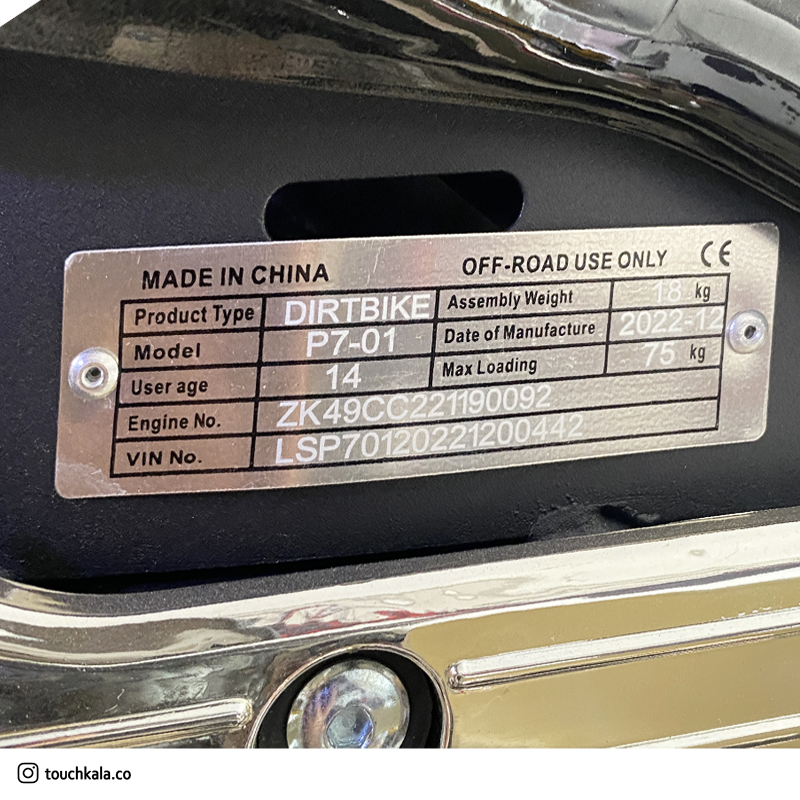 MADE IN CHINA OFF-ROAD USE ONLY CE
Product Type DIRTBIKE Assembly Weight 18 kg
Model P7-01 Date of Manufacture 2022-12
User age 14 Max Loading 75 kg
Engine No. ZK49CC221190092
VIN No. LSP70120221200442
touchkala.co